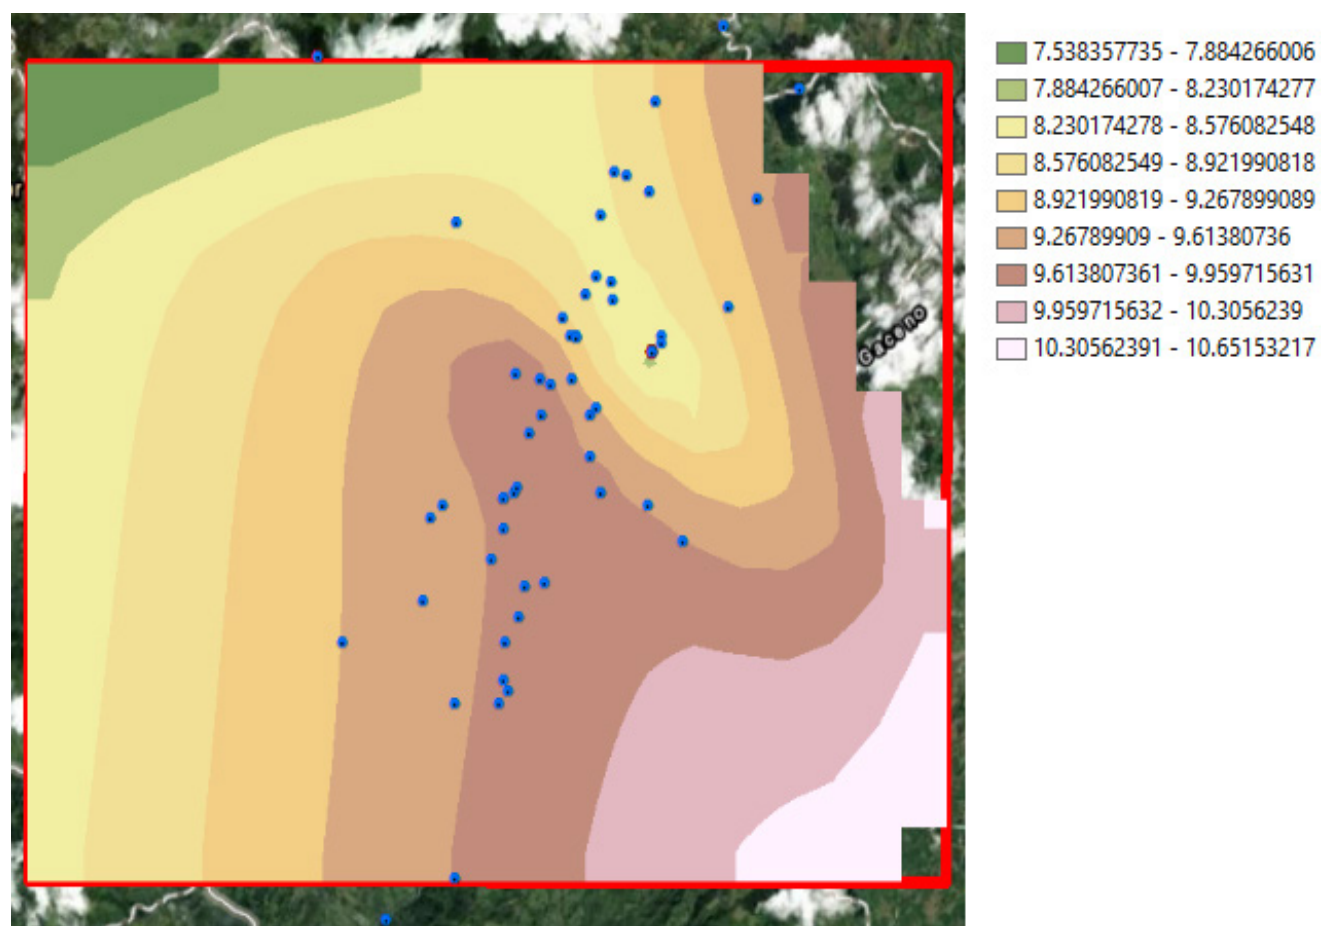 7.538357735 - 7.884266006
7.884266007 - 8.230174277
8.230174278 - 8.576082548
8.576082549 - 8.921990818
8.921990819 - 9.267899089
9.26789909 - 9.61380736
9.613807361 - 9.959715631
9.959715632 - 10.3056239
10.30562391 - 10.65153217
Gaceno